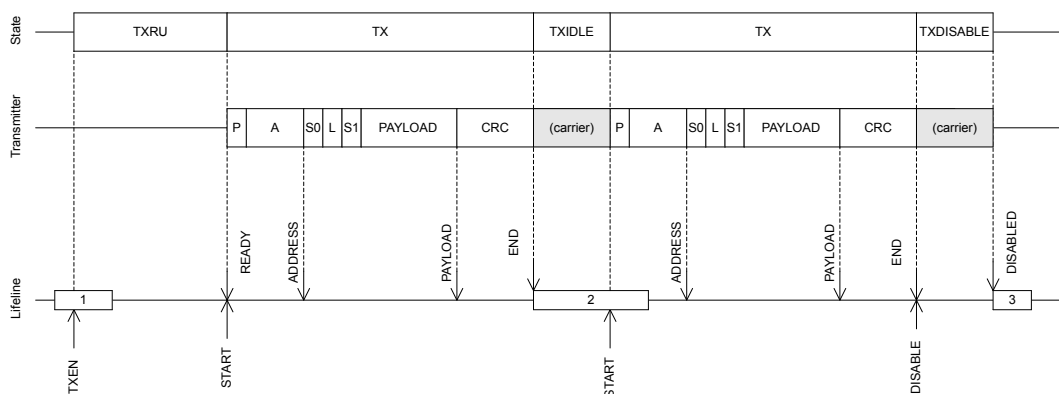 State
TXRU TX TXIDLE TX TXDISABLE
Transmitter
P A S0 L S1 PAYLOAD CRC (carrier) P A S0 L S1 PAYLOAD CRC (carrier)
READY ADDRESS PAYLOAD END ADDRESS PAYLOAD END DISABLED
Lifeline
1 2 3
TXEN START START DISABLE